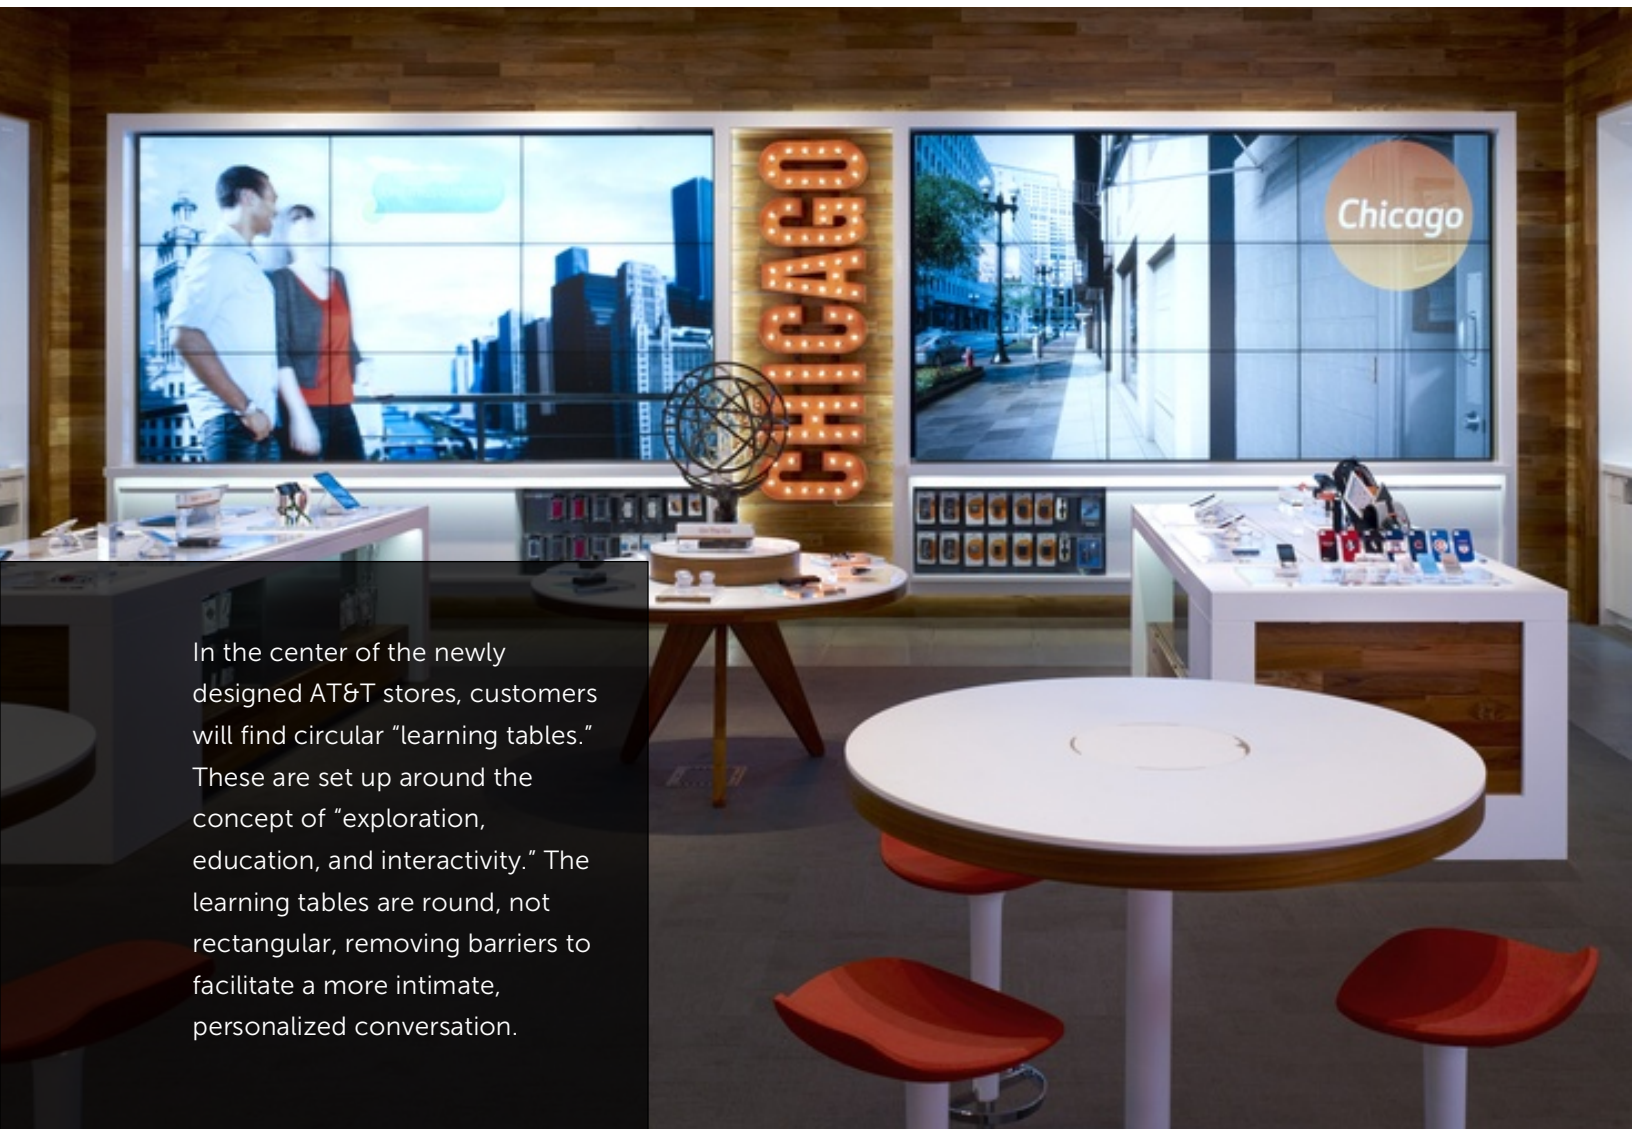 CHICAGO
Chicago
In the center of the newly
designed AT&T stores, customers
will find circular “learning tables.”
These are set up around the
concept of “exploration,
education, and interactivity.” The
learning tables are round, not
rectangular, removing barriers to
facilitate a more intimate,
personalized conversation.